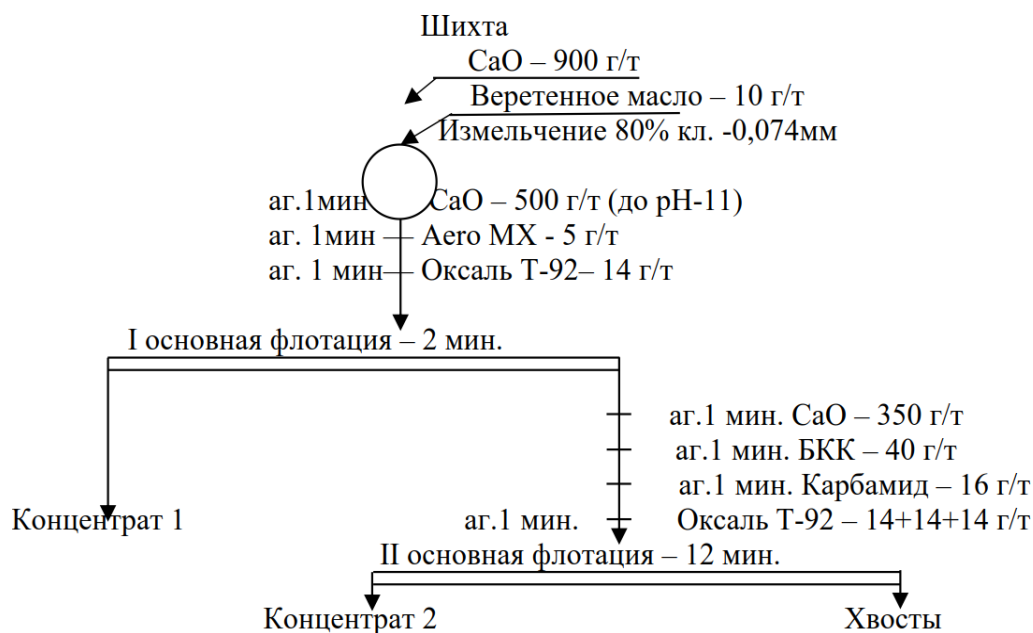 Шихта
CaO – 900 г/т
Веретенное масло – 10 г/т
Измельчение 80% кл. -0,074мм
аг.1мин CaO – 500 г/т (до pH-11)
аг. 1мин Aero MX - 5 г/т
аг. 1 мин Оксаль Т-92– 14 г/т
I основная флотация – 2 мин.
аг.1 мин. CaO – 350 г/т
аг.1 мин. БКК – 40 г/т
аг.1 мин. Карбамид – 16 г/т
Концентрат 1 аг.1 мин. Оксаль Т-92 – 14+14+14 г/т
II основная флотация – 12 мин.
Концентрат 2 Хвосты